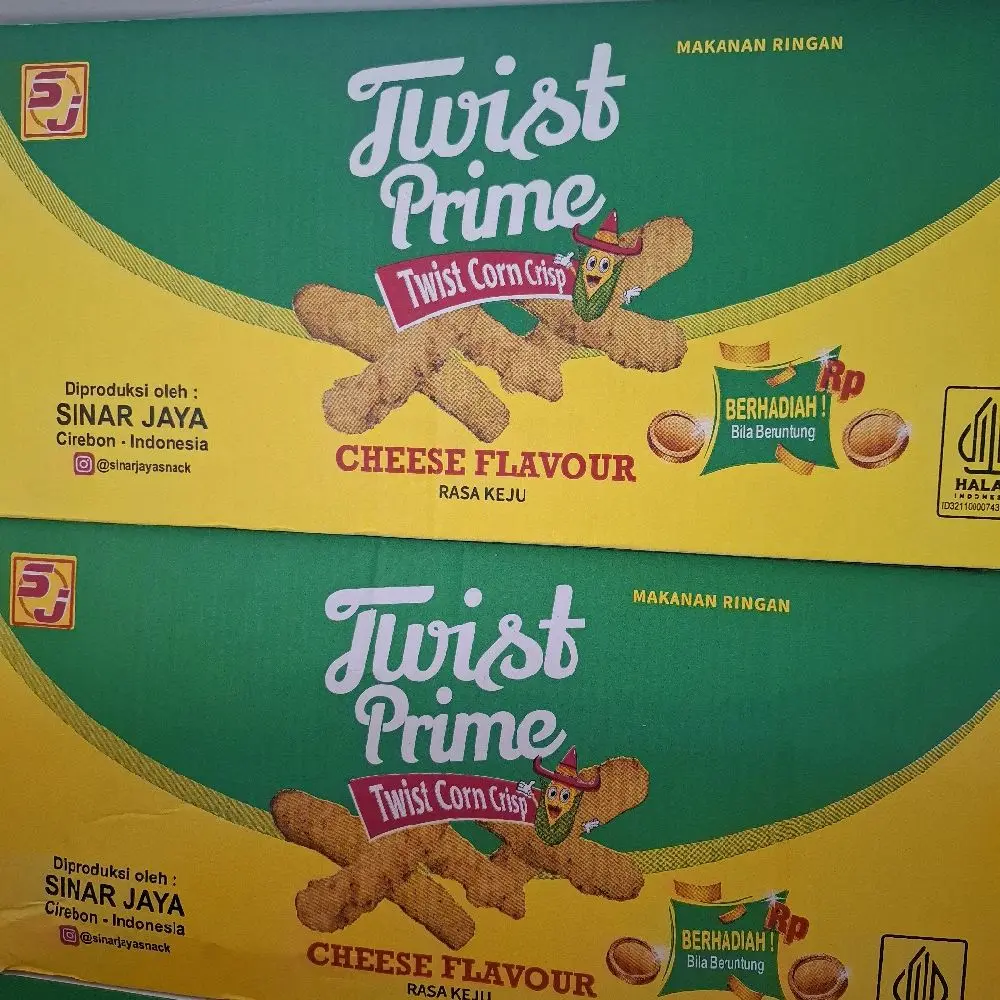 SJ
MAKANAN RINGAN
Twist
Prime
Twist Corn Crisp
Diproduksi oleh :
SINAR JAYA
Cirebon - Indonesia
@sinarjayasnack
CHEESE FLAVOUR
RASA KEJU
Rp
BERHADIAH !
Bila Beruntung
SJ
MAKANAN RINGAN
Twist
Prime
Twist Corn Crisp
Diproduksi oleh :
SINAR JAYA
Cirebon - Indonesia
@sinarjayasnack
CHEESE FLAVOUR
RASA KEJU
Rp
BERHADIAH !
Bila Beruntung